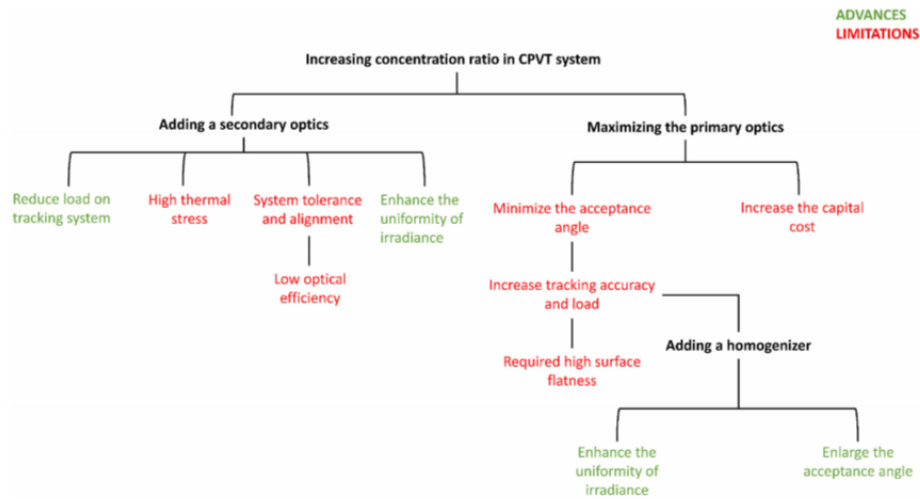 ADVANCES
LIMITATIONS
Increasing concentration ratio in CPVT system
Adding a secondary optics
Maximizing the primary optics
Reduce load on
tracking system
High thermal
stress
System tolerance
and alignment
Enhance the
uniformity of
irradiance
Low optical
efficiency
Minimize the acceptance
angle
Increase the capital
cost
Increase tracking accuracy
and load
Required high surface
flatness
Adding a homogenizer
Enhance the
uniformity of
irradiance
Enlarge the
acceptance angle